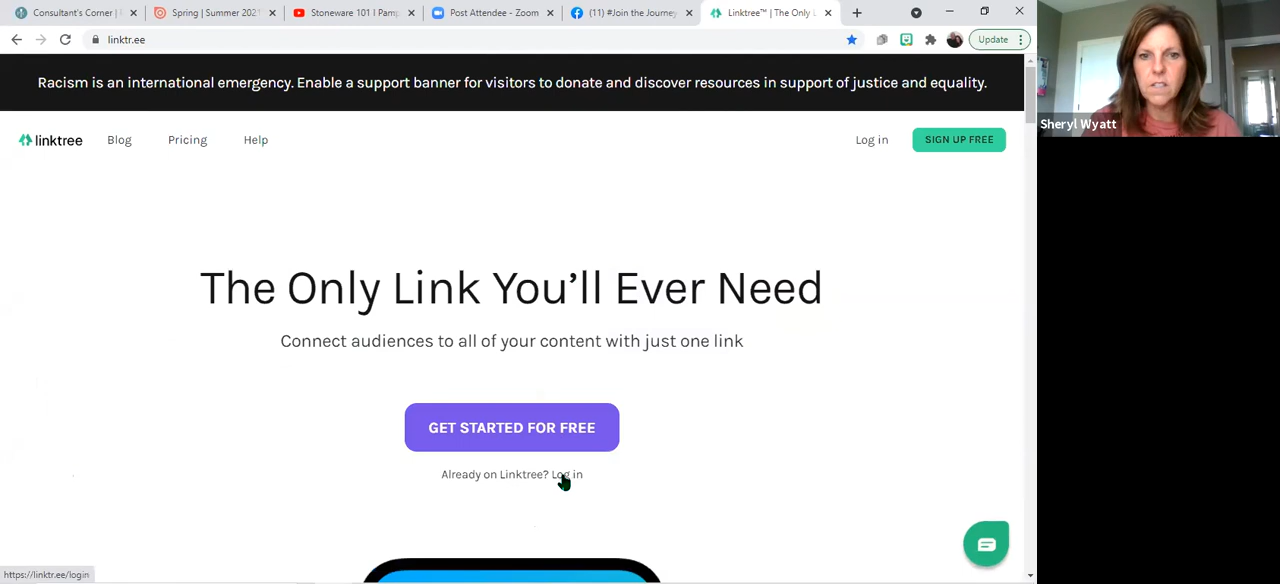 Consultant's Corner |
Spring | Summer 2021
Stoneware 101 I Pamp
Post Attendee - Zoom
(11) #Join the Journey
Linktree™ | The Only L
linktr.ee
Update
Racism is an international emergency. Enable a support banner for visitors to donate and discover resources in support of justice and equality.
linktree
Blog
Pricing
Help
Log in
SIGN UP FREE
Sheryl Wyatt
The Only Link You'll Ever Need
Connect audiences to all of your content with just one link
GET STARTED FOR FREE
Already on Linktree? Log in
https://linktr.ee/login